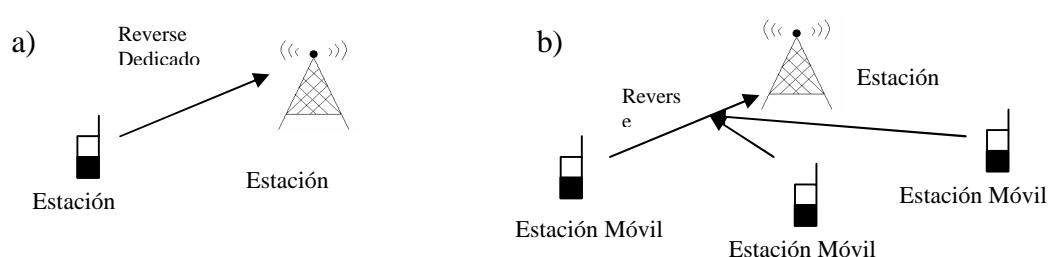 a)
Reverse
Dedicado
Estación
Estación
b)
Revers
e
Estación
Estación Móvil
Estación Móvil
Estación Móvil